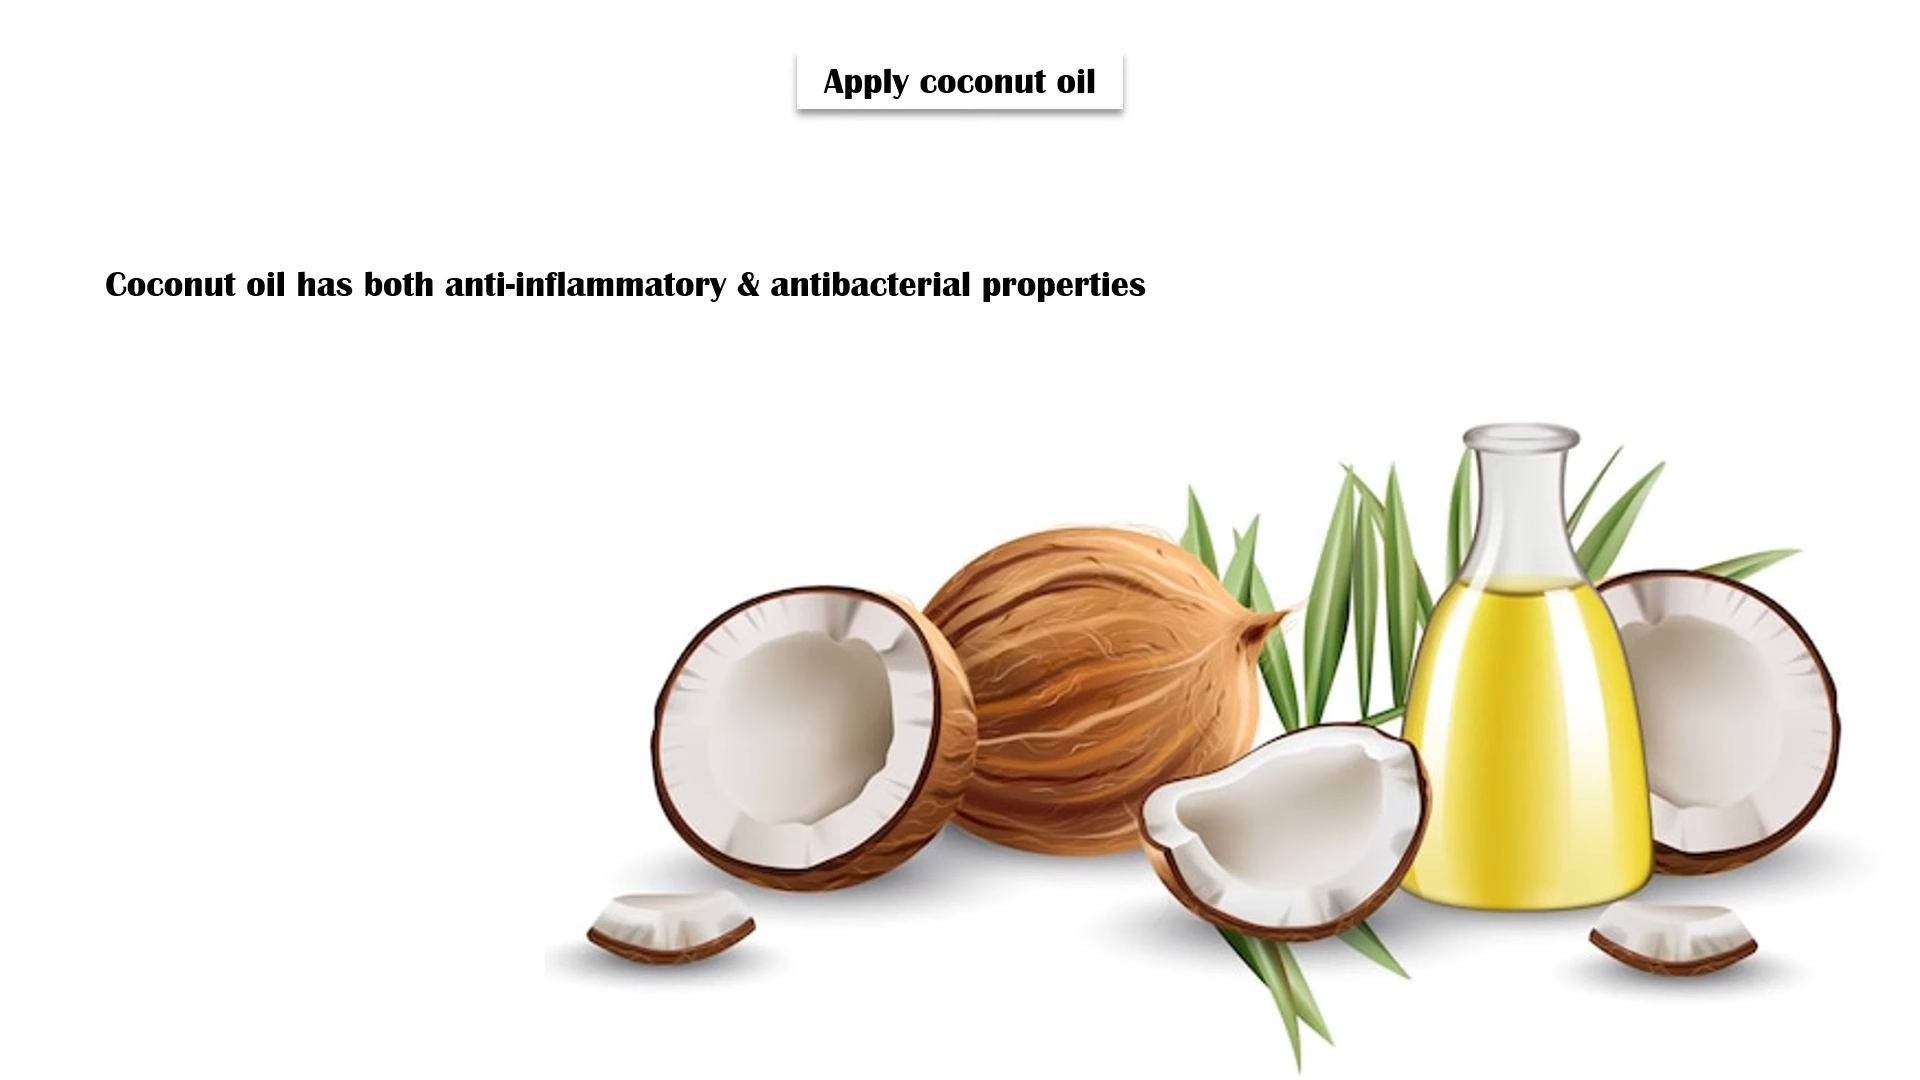 Apply coconut oil
Coconut oil has both anti-inflammatory & antibacterial properties